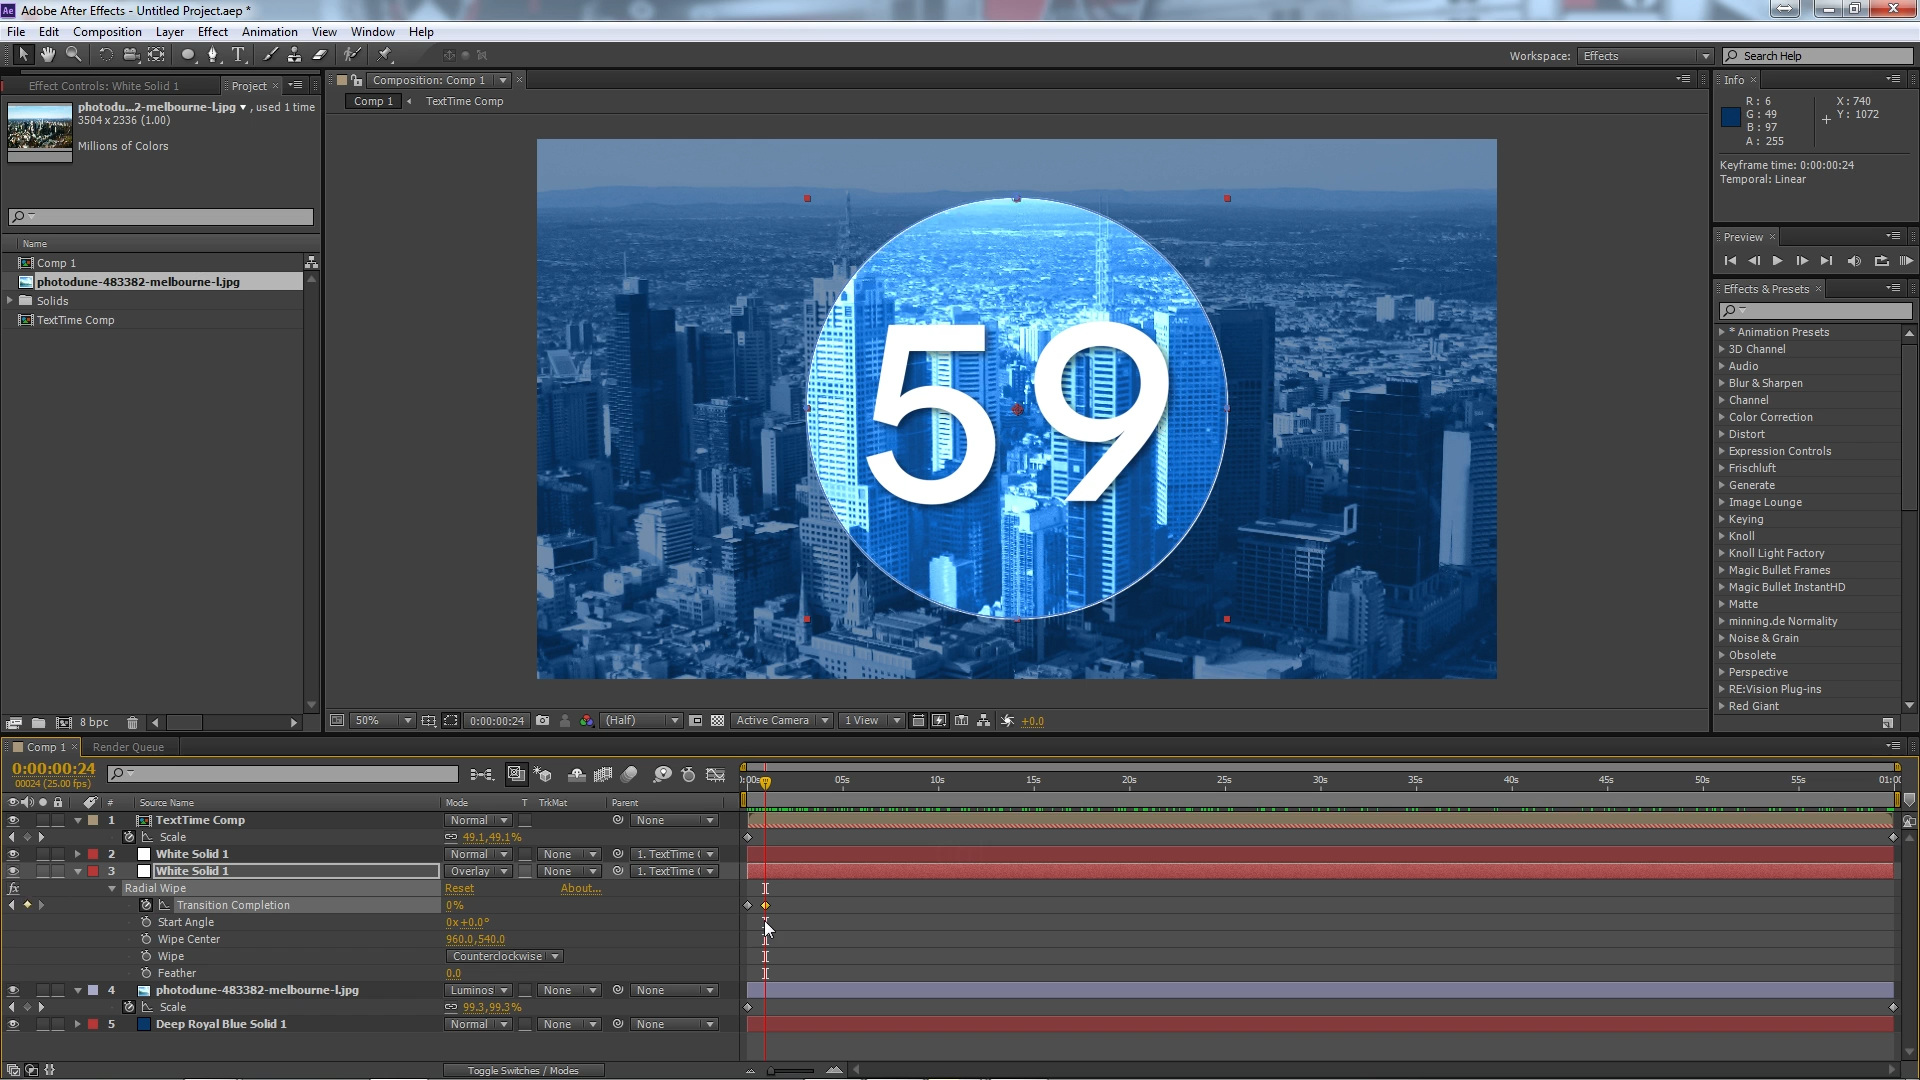 Adobe After Effects - Untitled Project.aep *
File Edit Composition Layer Effect Animation View Window Help
Workspace: Effects Search Help
Effect Controls: White Solid 1 Project
photodu...2-melbourne-l.jpg , used 1 time
3504 x 2336 (1.00)
Millions of Colors
Name
Comp 1
photodune-483382-melbourne-l.jpg
Solids
TextTime Comp
8 bpc
Composition: Comp 1
Comp 1 TextTime Comp
59
50% 0:00:00:24 (Half) Active Camera 1 View +0.0
Info
R: 6
G: 49
B: 97
A: 255
X: 740
Y: 1072
Keyframe time: 0:00:00:24
Temporal: Linear
Preview
Effects & Presets
* Animation Presets
3D Channel
Audio
Blur & Sharpen
Channel
Color Correction
Distort
Expression Controls
Frischluft
Generate
Image Lounge
Keying
Knoll
Knoll Light Factory
Magic Bullet Frames
Magic Bullet InstantHD
Matte
minning.de Normality
Noise & Grain
Obsolete
Perspective
RE:Vision Plug-ins
Red Giant
Comp 1 Render Queue
0:00:00:24
00024 (25.00 fps)
):00s 05s 10s 15s 20s 25s 30s 35s 40s 45s 50s 55s 01:00
# Source Name Mode T TrkMat Parent
1 TextTime Comp Normal None
Scale 49.1,49.1%
2 White Solid 1 Normal None 1. TextTime (
3 White Solid 1 Overlay None 1. TextTime (
fx Radial Wipe Reset About...
Transition Completion 0%
Start Angle 0x+0.0°
Wipe Center 960.0,540.0
Wipe Counterclockwise
Feather 0.0
4 photodune-483382-melbourne-l.jpg Luminos None None
Scale 99.3,99.3%
5 Deep Royal Blue Solid 1 Normal None None
Toggle Switches / Modes